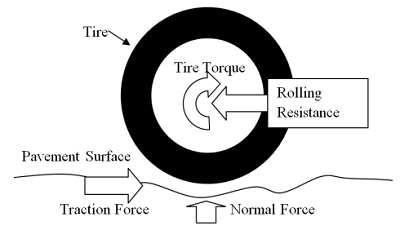 Tire
Tire Torque
Rolling
Resistance
Pavement Surface
Traction Force
Normal Force